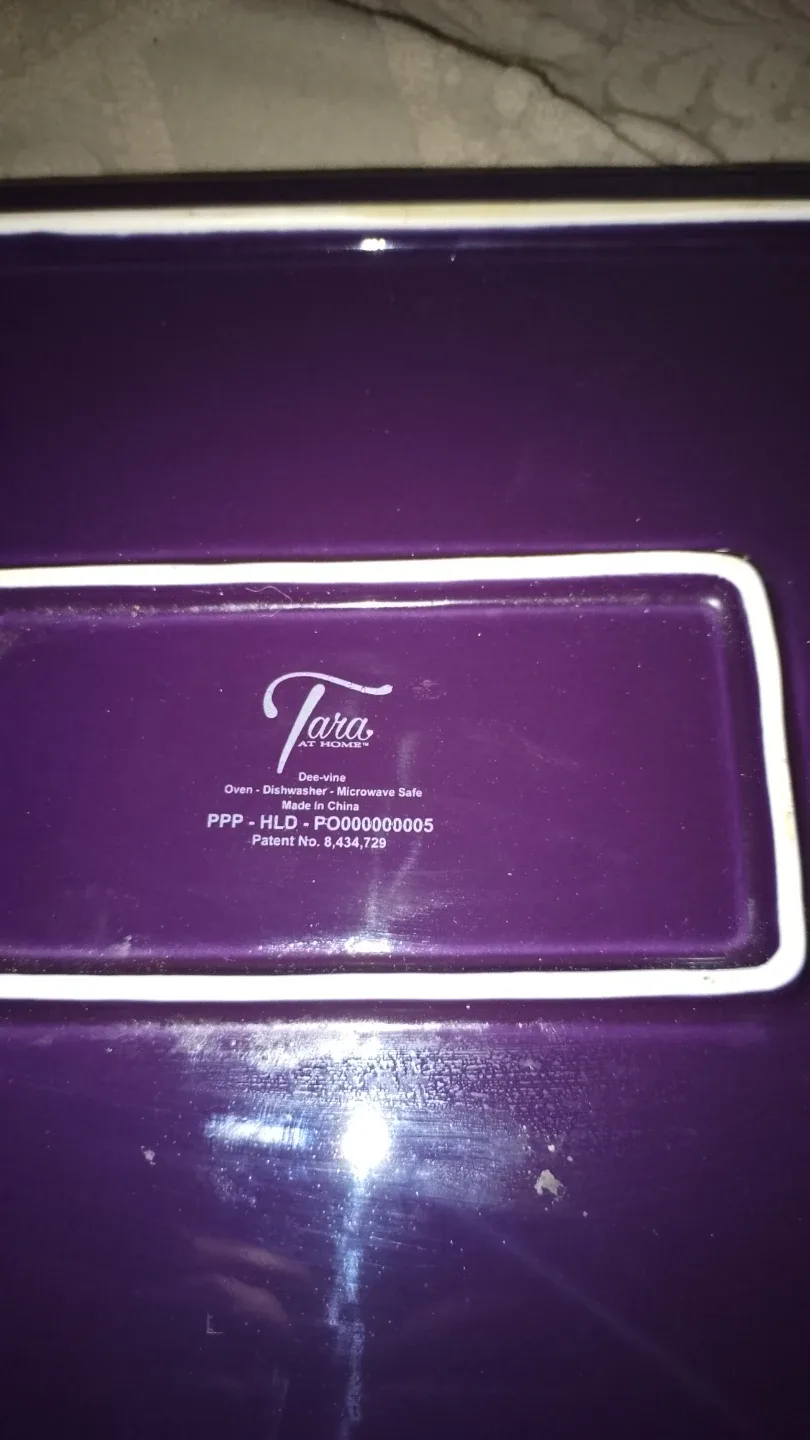 Tara
AT HOME™
Dee-vine
Oven - Dishwasher - Microwave Safe
Made In China
PPP - HLD - PO000000005
Patent No. 8,434,729